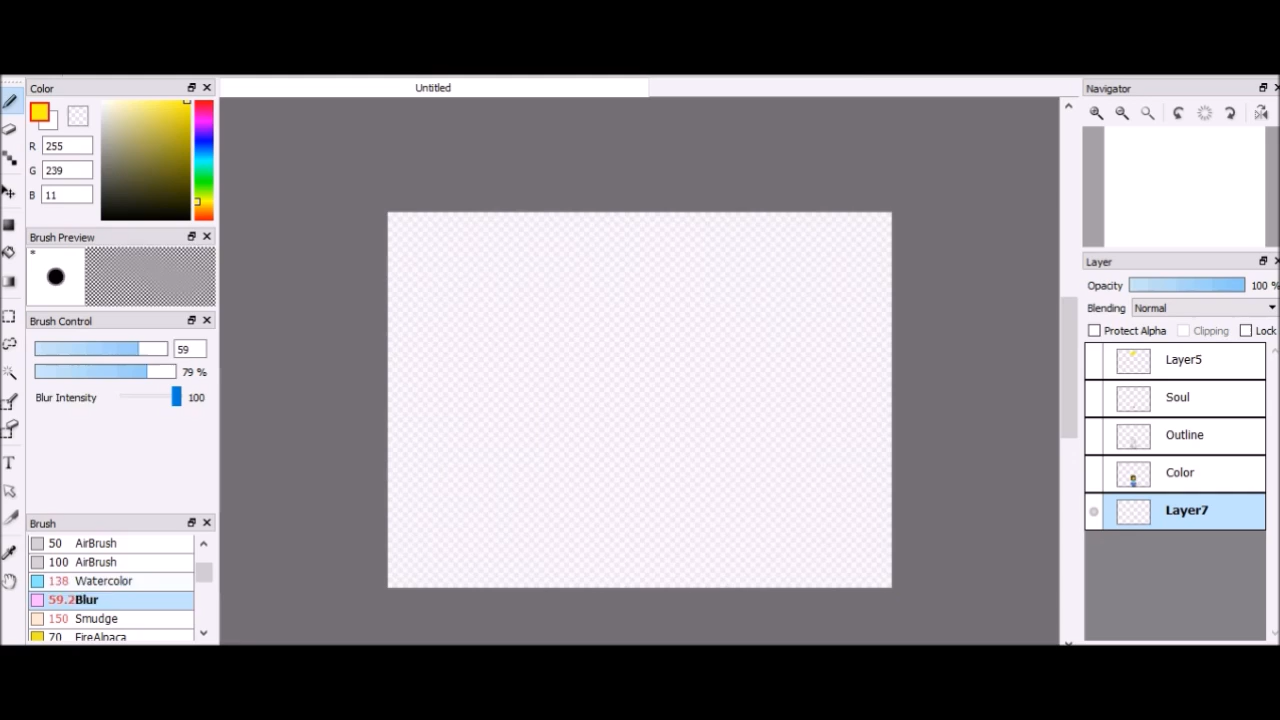 Color
R 255
G 239
B 11
Brush Preview
*
Brush Control
59
79 %
Blur Intensity 100
Brush
50 AirBrush
100 AirBrush
138 Watercolor
59.2 Blur
150 Smudge
70 FireAlpaca
T
Untitled
Navigator
Layer
Opacity 100 %
Blending Normal
Protect Alpha Clipping Lock
Layer5
Soul
Outline
Color
Layer7